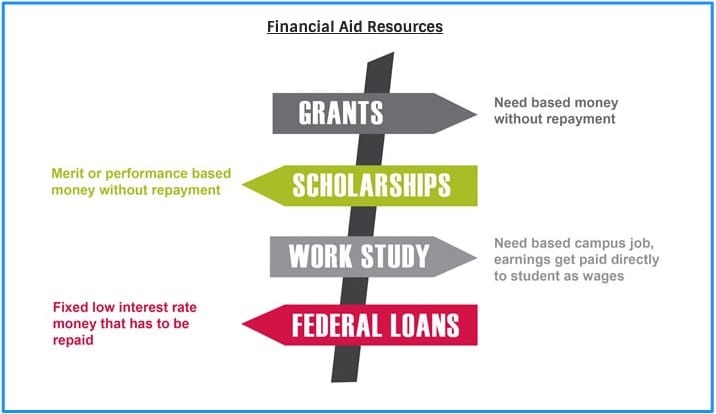 Financial Aid Resources
GRANTS
Need based money
without repayment
Merit or performance based
money without repayment
SCHOLARSHIPS
WORK STUDY
Need based campus job,
earnings get paid directly
to student as wages
Fixed low interest rate
money that has to be
repaid
FEDERAL LOANS